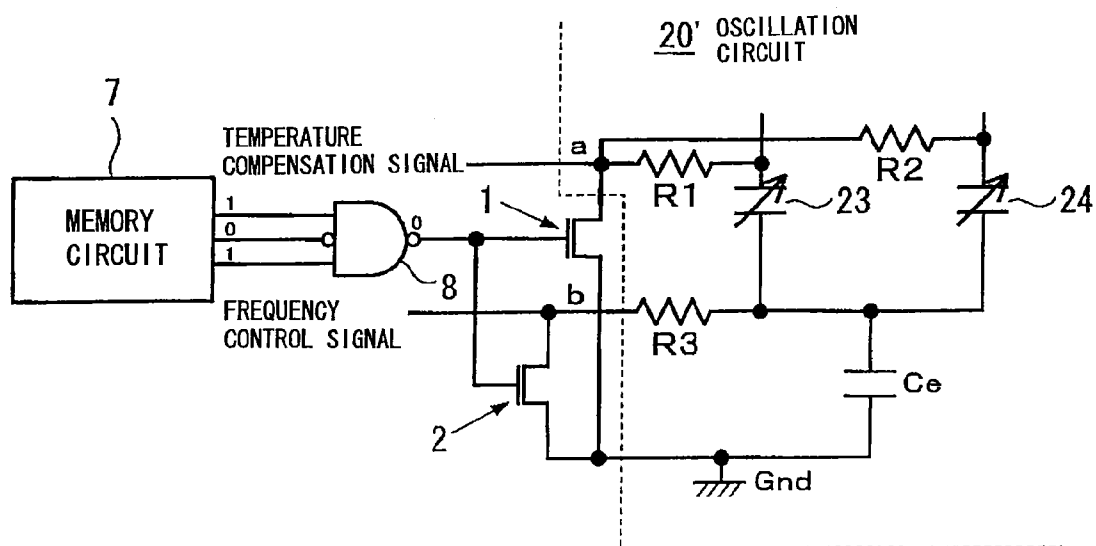 20' OSCILLATION
CIRCUIT
7
TEMPERATURE
COMPENSATION SIGNAL
a
R1
R2
MEMORY
CIRCUIT
1
0
1
0
8
1
23
24
FREQUENCY
CONTROL SIGNAL
b
R3
2
Ce
Gnd